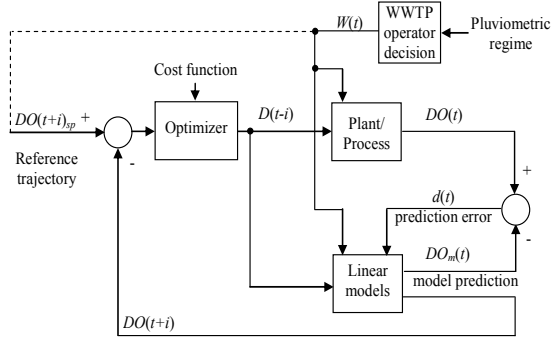 W(t)
WWTP
operator
decision
Pluviometric
regime
Cost function
DO(t+i)sp +
-
Optimizer
D(t-i)
Plant/
Process
DO(t)
Reference
trajectory
+
d(t)
prediction error
-
Linear
models
DOm(t)
model prediction
DO(t+i)